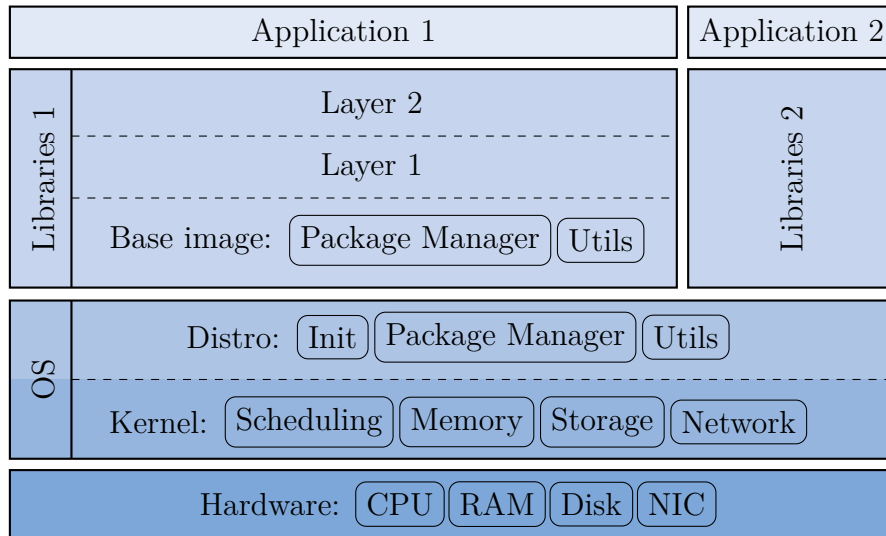 Application 1
Application 2
Libraries 1
Layer 2
Layer 1
Base image: Package Manager Utils
Libraries 2
OS
Distro: Init Package Manager Utils
Kernel: Scheduling Memory Storage Network
Hardware: CPU RAM Disk NIC